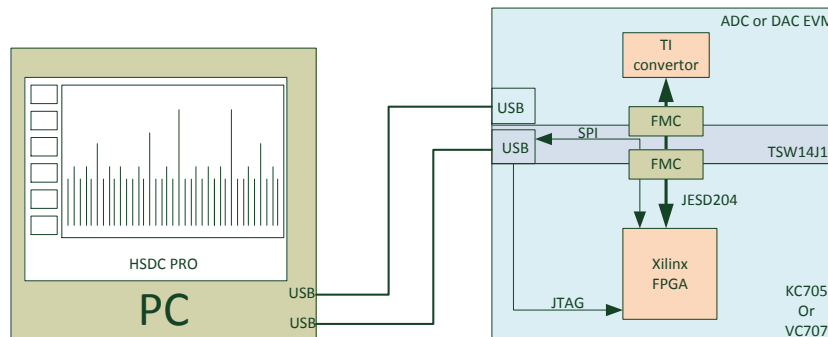 ADC or DAC EVM
TI
convertor
USB
FMC
SPI
USB
FMC
TSW14J1
JESD204
HSDC PRO
Xilinx
FPGA
PC
USB
USB
JTAG
KC705
Or
VC707